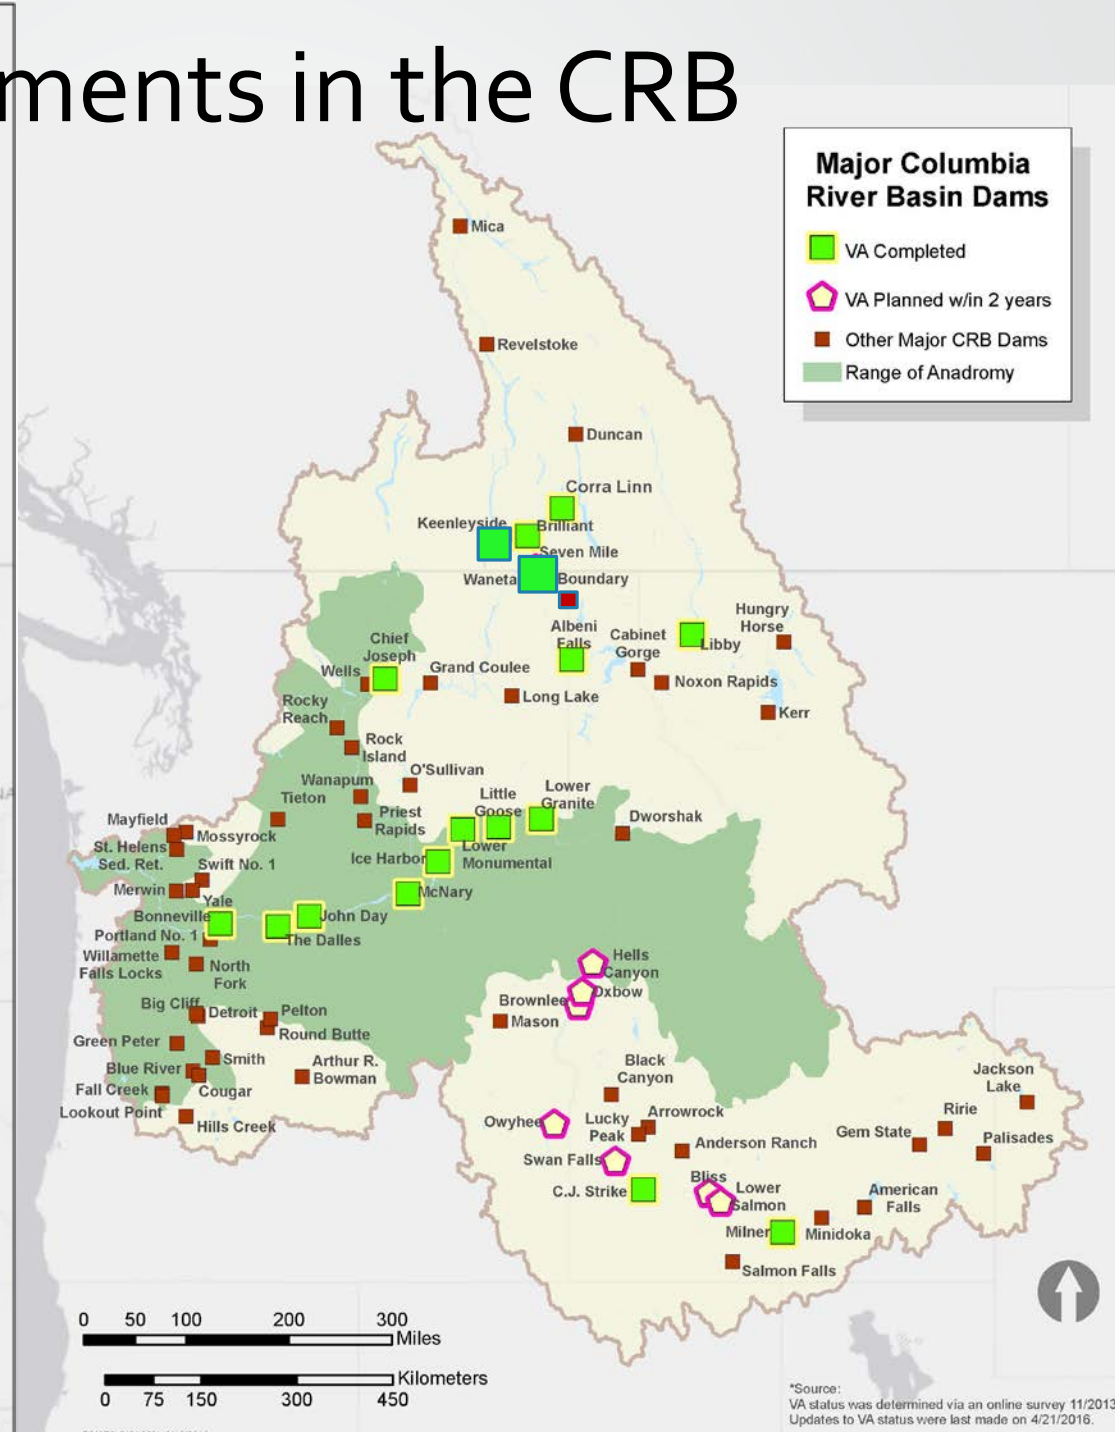 ments in the CRB
Major Columbia
River Basin Dams
VA Completed
VA Planned w/in 2 years
Other Major CRB Dams
Range of Anadromy
Mica
Revelstoke
Duncan
Corra Linn
Keenleyside
Brilliant
Seven Mile
Waneta
Boundary
Albeni
Falls
Cabinet
Gorge
Libby
Hungry
Horse
Noxon Rapids
Kerr
Chief
Joseph
Wells
Grand Coulee
Long Lake
Rocky
Reach
Rock
Island
O'Sullivan
Wanapum
Tieton
Priest
Rapids
Little
Goose
Lower
Granite
Dworshak
Mayfield
Mossyrock
St. Helens
Sed. Ret.
Swift No. 1
Merwin
Yale
Ice Harbor
Lower
Monumental
McNary
Bonneville
John Day
The Dalles
Portland No. 1
Willamette
Falls Locks
North
Fork
Hells
Canyon
Oxbow
Brownlee
Mason
Big Cliff
Detroit
Pelton
Round Butte
Green Peter
Smith
Blue River
Cougar
Fall Creek
Lookout Point
Hills Creek
Arthur R.
Bowman
Black
Canyon
Owyhee
Lucky
Peak
Arrowrock
Anderson Ranch
Swan Falls
C.J. Strike
Bliss
Lower
Salmon
Milner
Minidoka
American
Falls
Salmon Falls
Gem State
Ririe
Jackson
Lake
Palisades
0 50 100 200 300
Miles
Kilometers
0 75 150 300 450
*Source:
VA status was determined via an online survey 11/2013
Updates to VA status were last made on 4/21/2016.